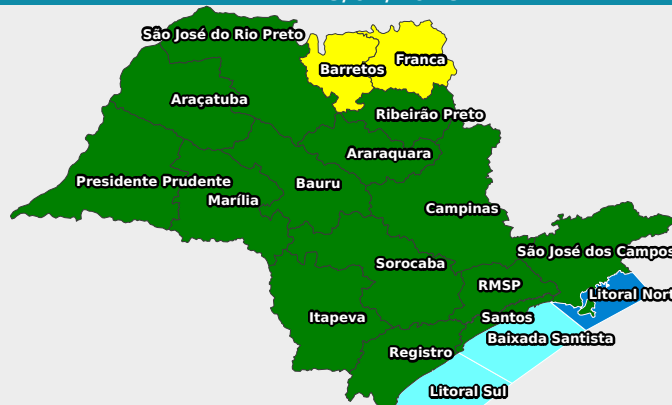 São José do Rio Preto
Franca
Barretos
Araçatuba
Ribeirão Preto
Araraquara
Presidente Prudente
Bauru
Marília
Campinas
São José dos Campos
Sorocaba
RMSP
Litoral Nort
Itapeva
Santos
Baixada Santista
Registro
Litoral Sul